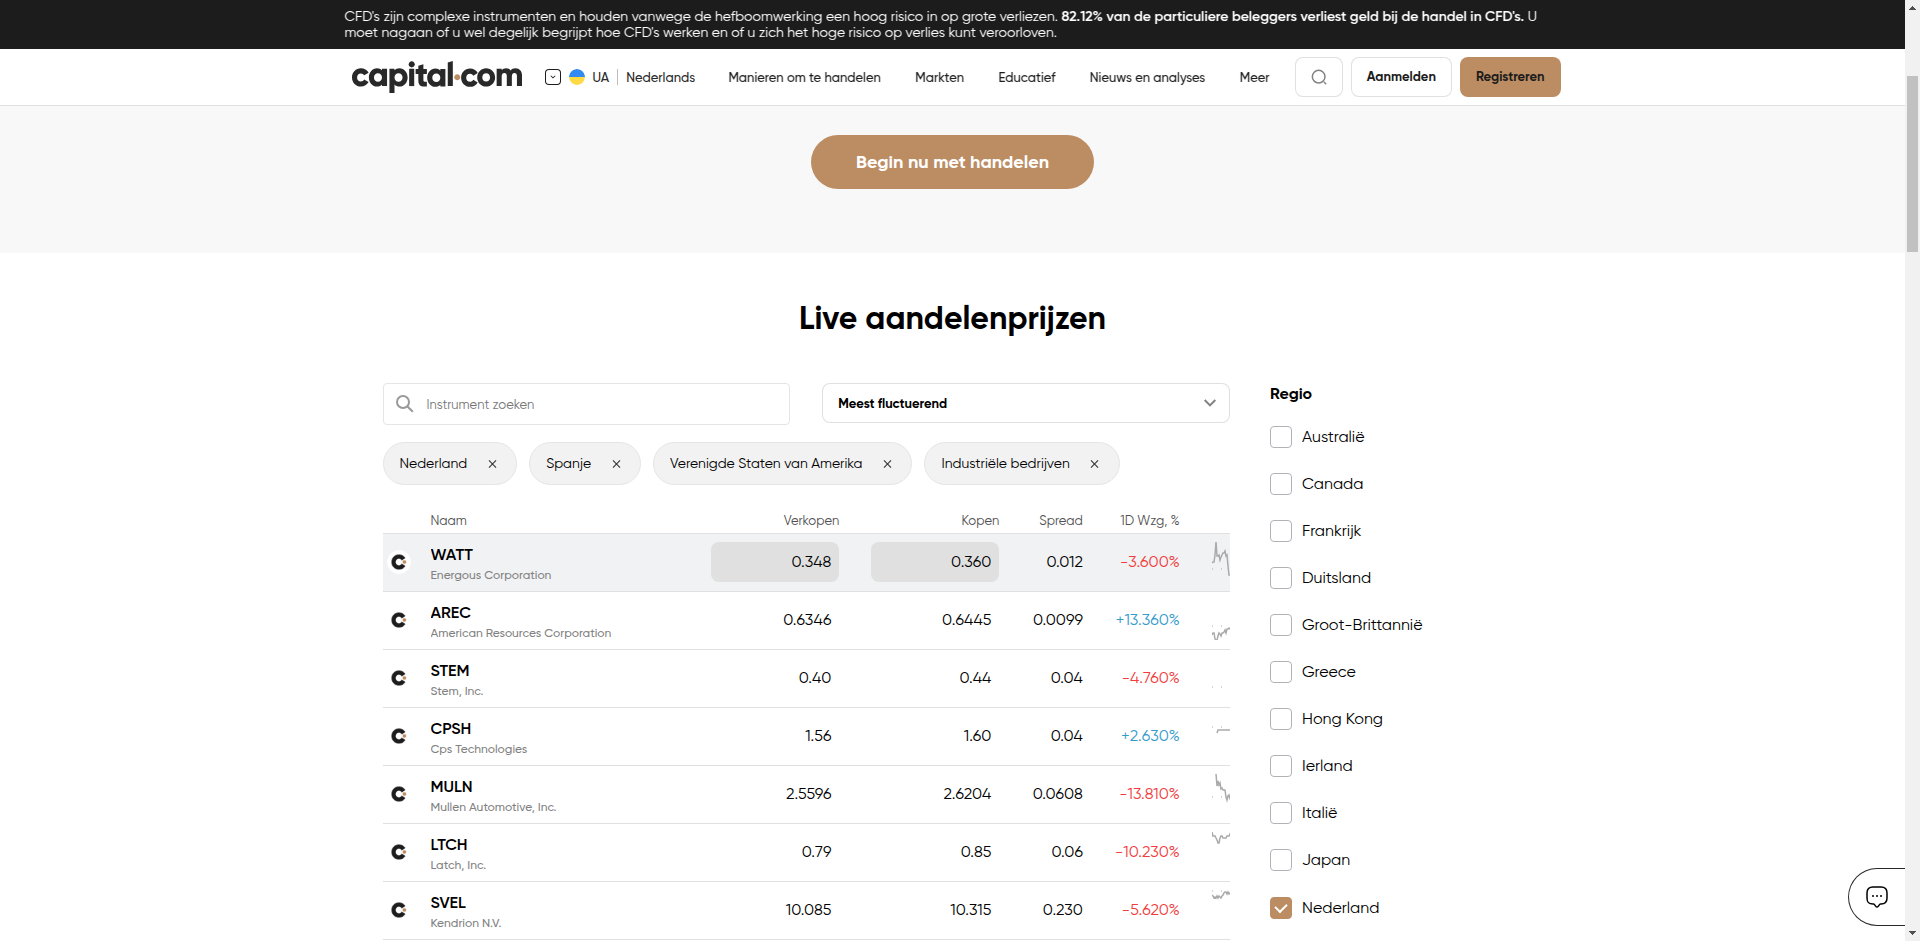 CFD's zijn complexe instrumenten en houden vanwege de hefboomwerking een hoog risico in op grote verliezen. 82.12% van de particuliere beleggers verliest geld bij de handel in CFD's. U
moet nagaan of u wel degelijk begrijpt hoe CFD's werken en of u zich het hoge risico op verlies kunt veroorloven.
capital.com UA Nederlands Manieren om te handelen Markten Educatief Nieuws en analyses Meer Aanmelden Registreren
Begin nu met handelen
Live aandelenprijzen
Instrument zoeken
Meest fluctuerend
Nederland Spanje Verenigde Staten van Amerika Industriële bedrijven
Naam Verkopen Kopen Spread 1D Wzg, %
WATT 0.348 0.360 0.012 -3.600%
Energous Corporation
AREC 0.6346 0.6445 0.0099 +13.360%
American Resources Corporation
STEM 0.40 0.44 0.04 -4.760%
Stem, Inc.
CPSH 1.56 1.60 0.04 +2.630%
Cps Technologies
MULN 2.5596 2.6204 0.0608 -13.810%
Mullen Automotive, Inc.
LTCH 0.79 0.85 0.06 -10.230%
Latch, Inc.
SVEL 10.085 10.315 0.230 -5.620%
Kendrion N.V.
Regio
Australië
Canada
Frankrijk
Duitsland
Groot-Brittannië
Greece
Hong Kong
Ierland
Italië
Japan
Nederland